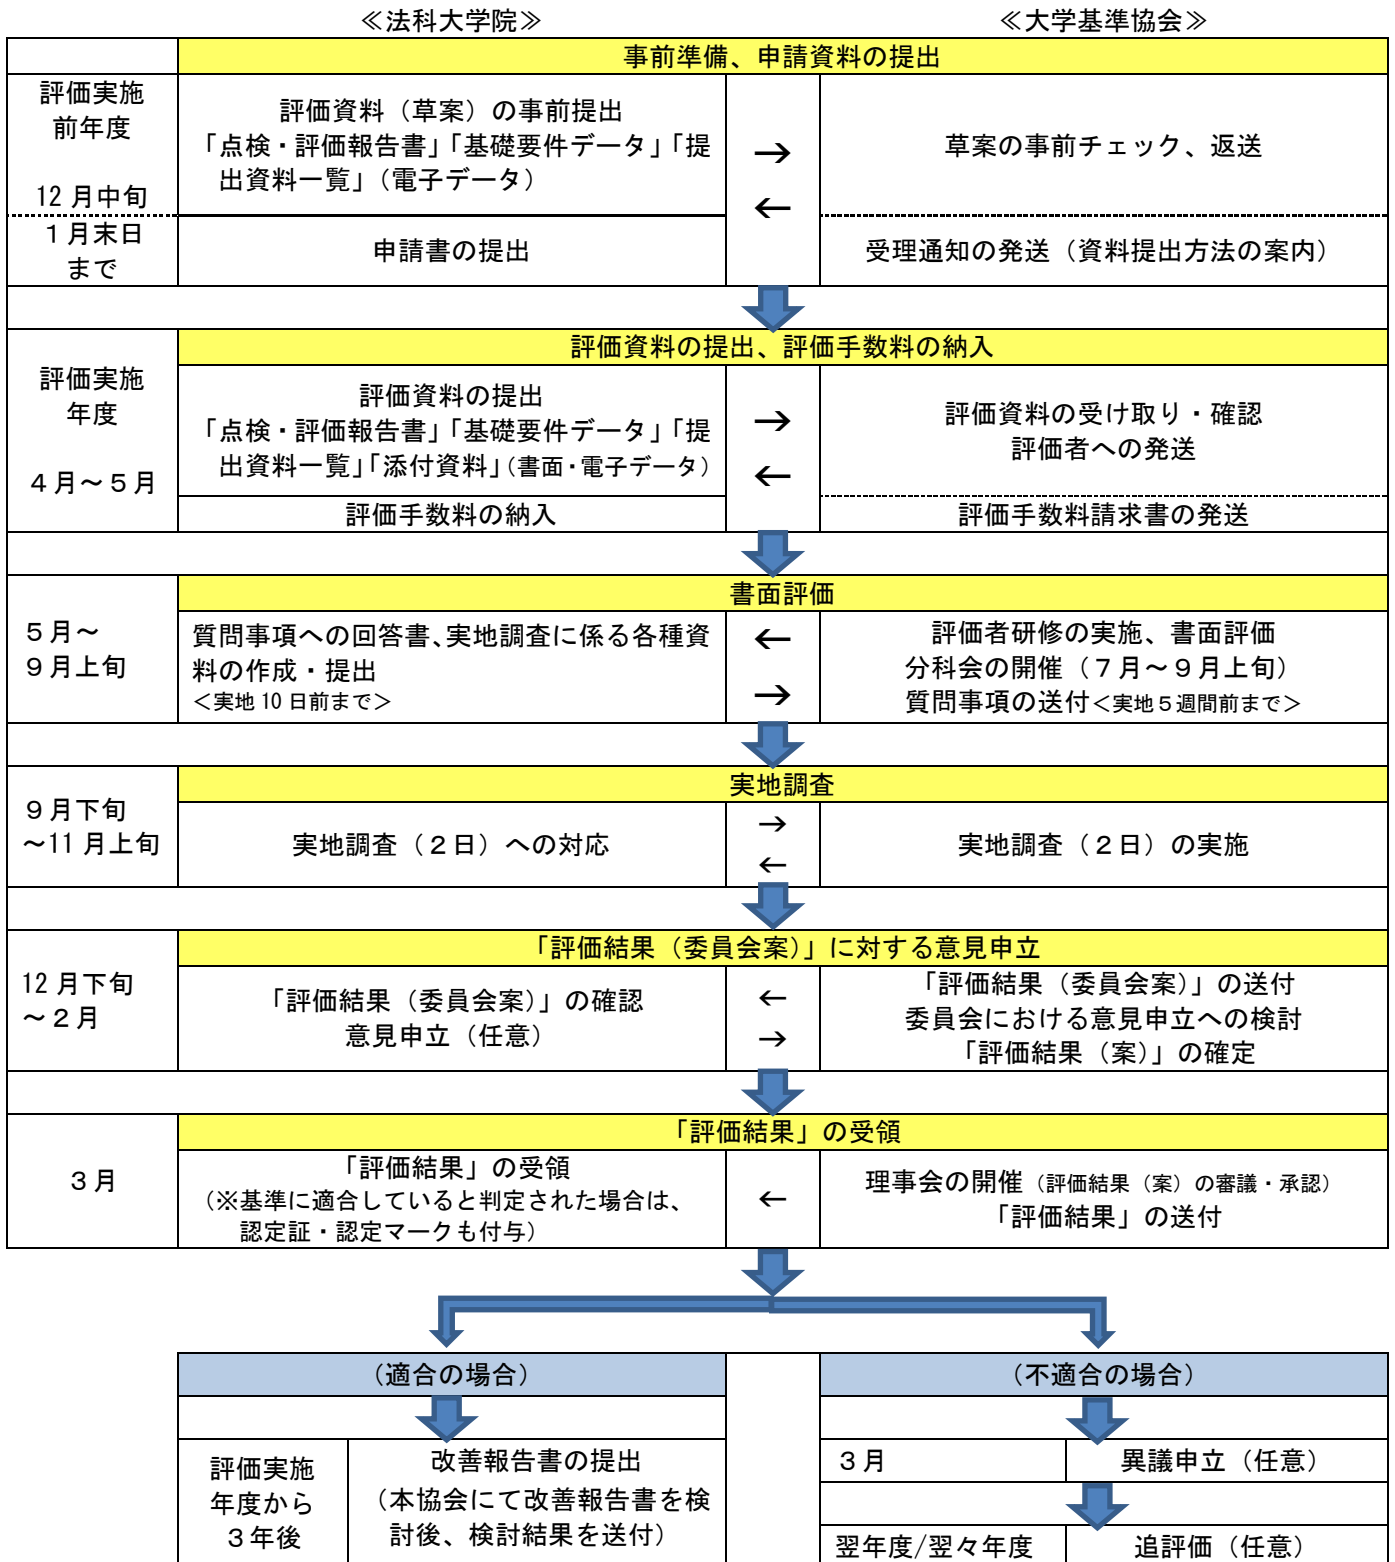 ≪法科大学院≫
≪大学基準協会≫
事前準備、申請資料の提出
評価実施
前年度
12月中旬
評価資料（草案）の事前提出
「点検・評価報告書」「基礎要件データ」「提
出資料一覧」（電子データ）
→
←
草案の事前チェック、返送
１月末日
まで
申請書の提出
受理通知の発送（資料提出方法の案内）
評価資料の提出、評価手数料の納入
評価実施
年度
４月～５月
評価資料の提出
「点検・評価報告書」「基礎要件データ」「提
出資料一覧」「添付資料」（書面・電子データ）
→
←
評価資料の受け取り・確認
評価者への発送
評価手数料の納入
評価手数料請求書の発送
書面評価
５月～
９月上旬
質問事項への回答書、実地調査に係る各種資
料の作成・提出
＜実地10日前まで＞
←
→
評価者研修の実施、書面評価
分科会の開催（７月～９月上旬）
質問事項の送付＜実地５週間前まで＞
実地調査
９月下旬
～11月上旬
実地調査（２日）への対応
→
←
実地調査（２日）の実施
「評価結果（委員会案）」に対する意見申立
12月下旬
～２月
「評価結果（委員会案）」の確認
意見申立（任意）
←
→
「評価結果（委員会案）」の送付
委員会における意見申立への検討
「評価結果（案）」の確定
「評価結果」の受領
３月
「評価結果」の受領
（※基準に適合していると判定された場合は、
認定証・認定マークも付与）
←
理事会の開催（評価結果（案）の審議・承認）
「評価結果」の送付
（適合の場合）
評価実施
年度から
３年後
改善報告書の提出
（本協会にて改善報告書を検
討後、検討結果を送付）
（不適合の場合）
３月
異議申立（任意）
翌年度/翌々年度
追評価（任意）